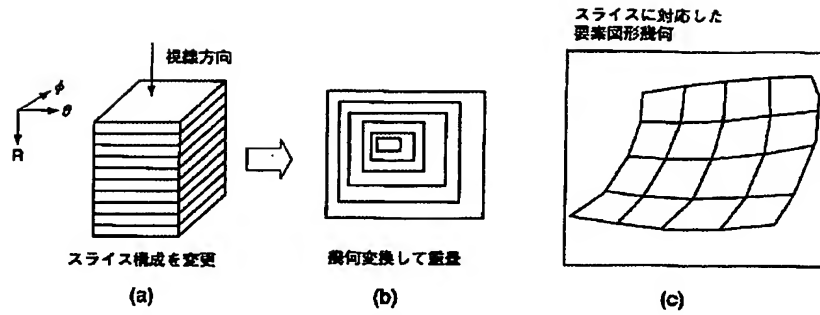 視線方向
φ
θ
R
スライス構成を変更
(a)
幾何変換して重畳
(b)
スライスに対応した
要素図形幾何
(c)